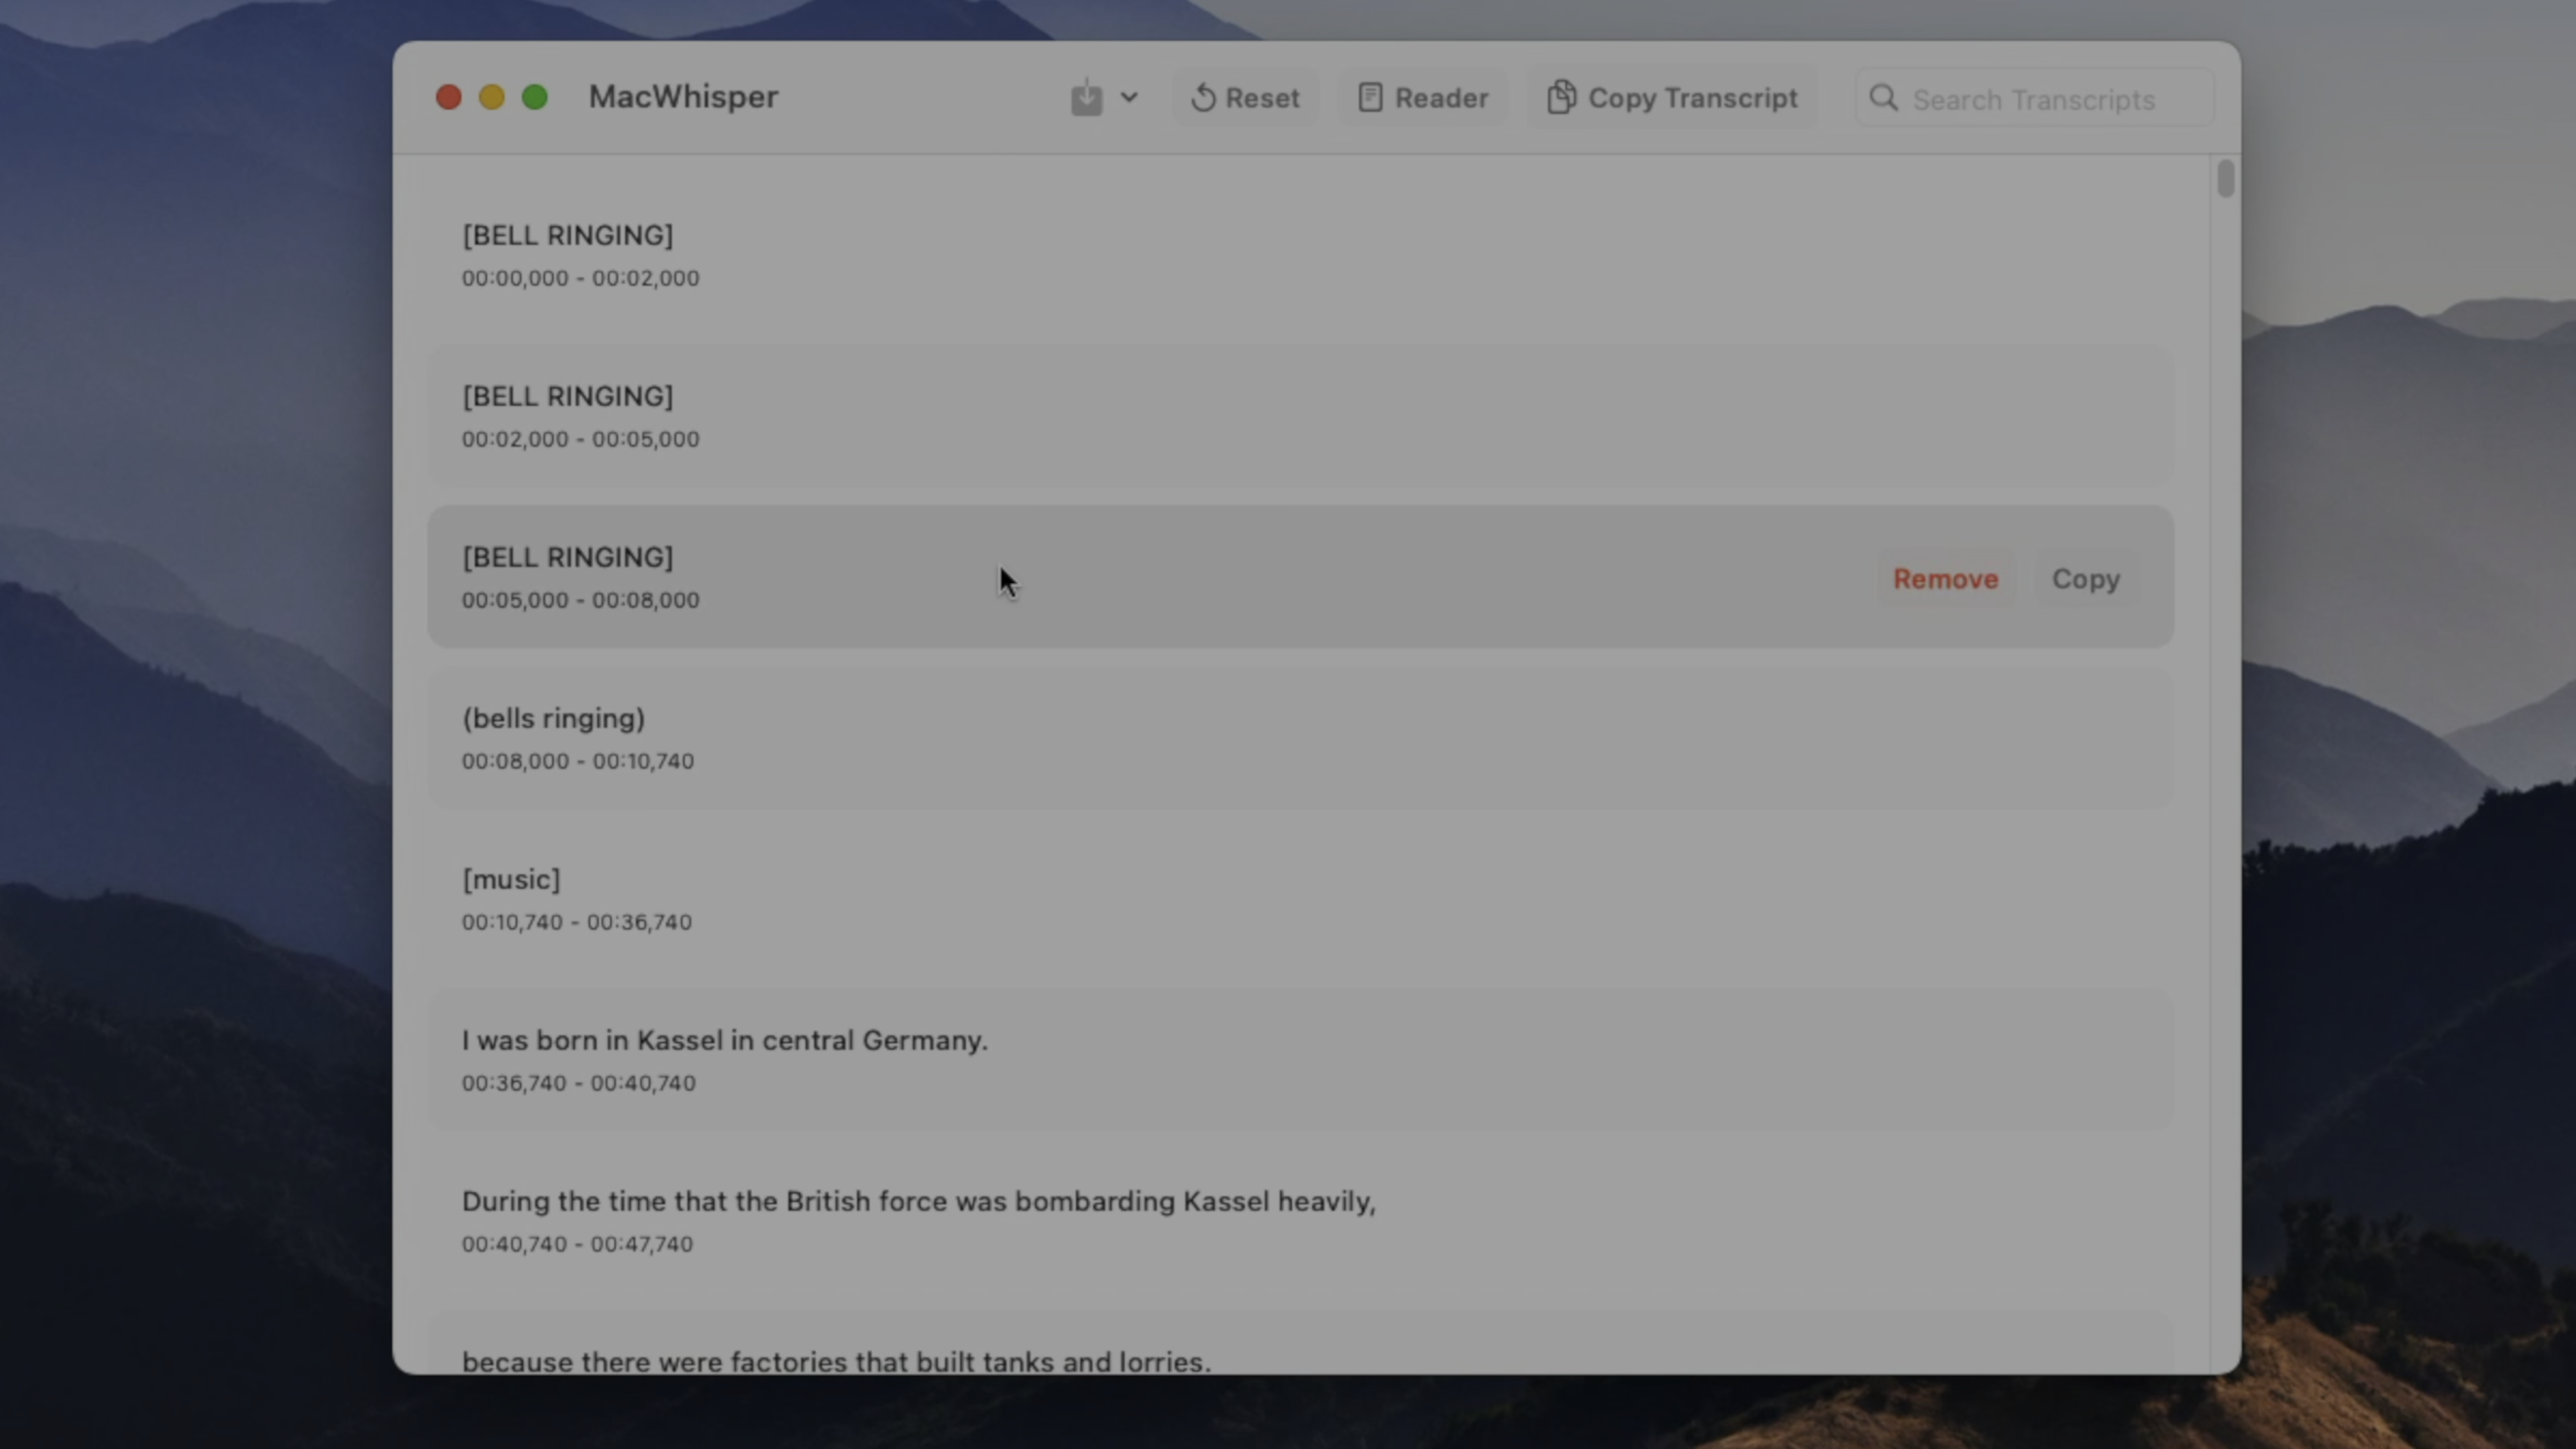 MacWhisper
Reset
Reader
Copy Transcript
Search Transcripts
[BELL RINGING]
00:00,000 - 00:02,000
[BELL RINGING]
00:02,000 - 00:05,000
[BELL RINGING]
00:05,000 - 00:08,000
Remove
Copy
(bells ringing)
00:08,000 - 00:10,740
[music]
00:10,740 - 00:36,740
I was born in Kassel in central Germany.
00:36,740 - 00:40,740
During the time that the British force was bombarding Kassel heavily,
00:40,740 - 00:47,740
because there were factories that built tanks and lorries.